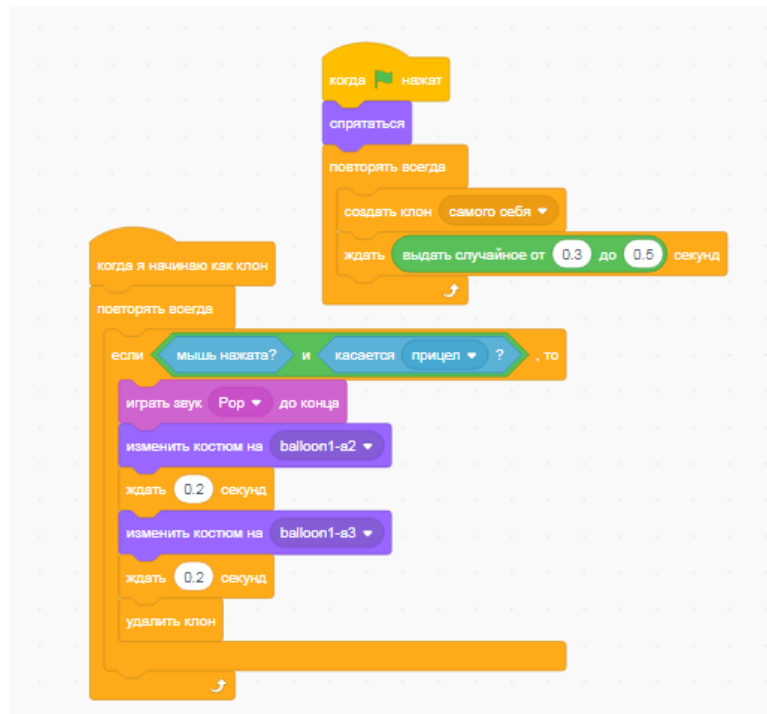 когда нажат
спрятаться
повторять всегда
создать клон самого себя
ждать выдать случайное от 0.3 до 0.5 секунд
когда я начинаю как клон
повторять всегда
если мышь нажата? и касается прицел ? , то
играть звук Pop до конца
изменить костюм на balloon1-a2
ждать 0.2 секунд
изменить костюм на balloon1-a3
ждать 0.2 секунд
удалить клон